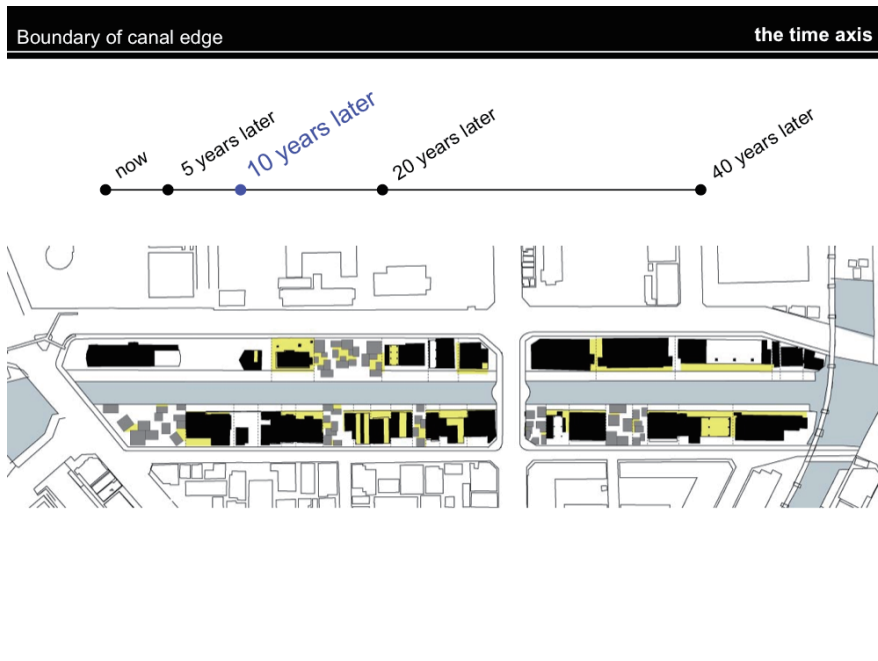 Boundary of canal edge
the time axis
now
5 years later
10 years later
20 years later
40 years later